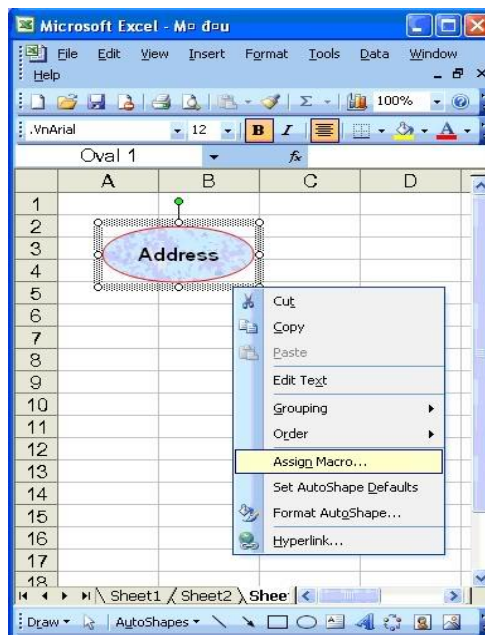 Microsoft Excel - M¤ ®¤u
File Edit View Insert Format Tools Data Window
Help
Σ 100%
.VnArial 12 B I A
Oval 1 fx
A B C D
1
2
3
Address
4
5
6
7
8
9
10
11
12
13
14
15
16
17
18
Cut
Copy
Paste
Edit Text
Grouping
Order
Assign Macro...
Set AutoShape Defaults
Format AutoShape...
Hyperlink...
Sheet1 Sheet2 Shee
Draw AutoShapes